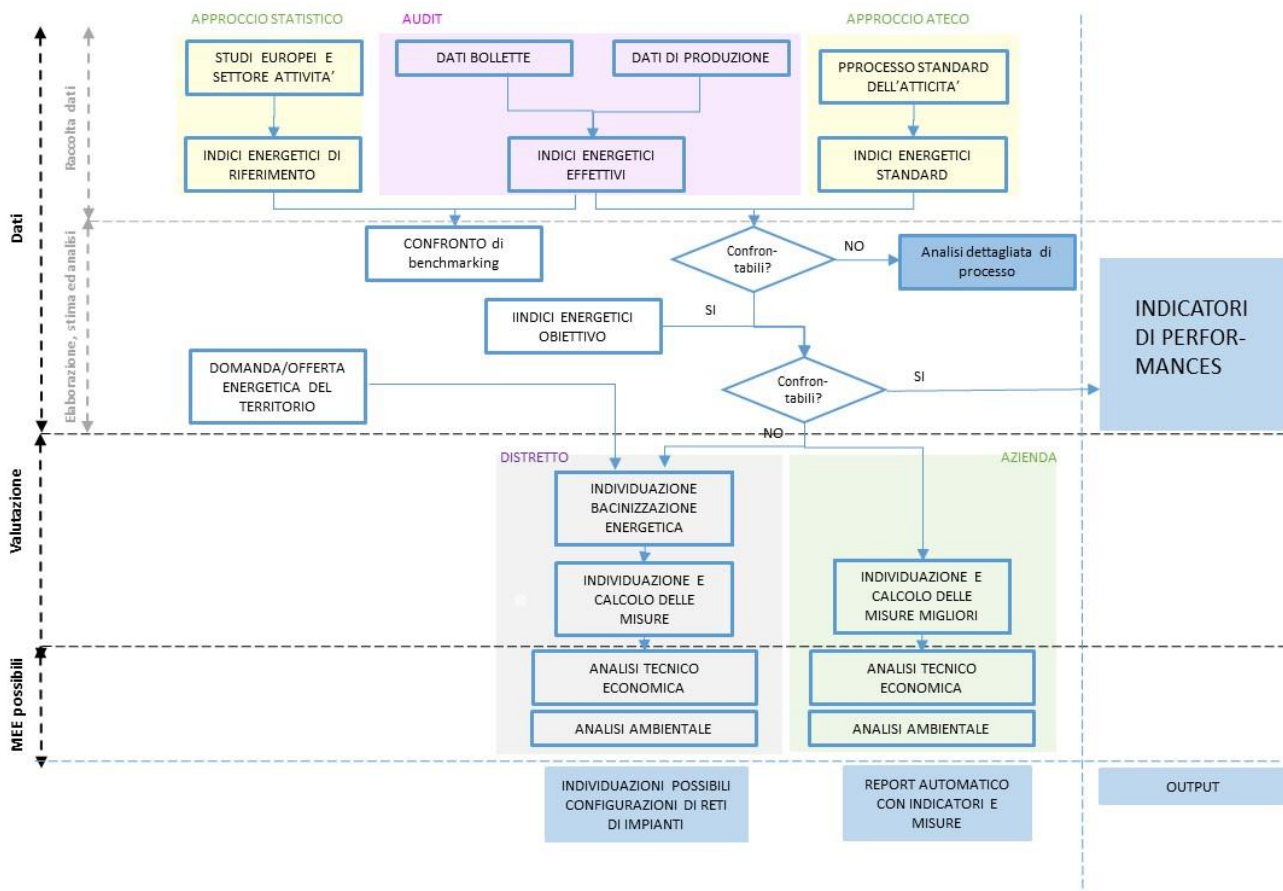 APPROCCIO STATISTICO
AUDIT
APPROCCIO ATECO
STUDI EUROPEI E
SETTORE ATTIVITA'
DATI BOLLETTE
DATI DI PRODUZIONE
PPROCESSO STANDARD
DELL'ATTICITA'
INDICI ENERGETICI DI
RIFERIMENTO
INDICI ENERGETICI
EFFETTIVI
INDICI ENERGETICI
STANDARD
Raccolta dati
Dati
CONFRONTO di
benchmarking
Confron-
tabili?
NO
Analisi dettagliata di
processo
Elaborazione, stima ed analisi
IINDICI ENERGETICI
OBIETTIVO
SI
INDICATORI
DI PERFOR-
MANCES
DOMANDA/OFFERTA
ENERGETICA DEL
TERRITORIO
Confron-
tabili?
SI
NO
Valutazione
DISTRETTO
AZIENDA
INDIVIDUAZIONE
BACINIZZAZIONE
ENERGETICA
INDIVIDUAZIONE E
CALCOLO DELLE
MISURE
INDIVIDUAZIONE E
CALCOLO DELLE
MISURE MIGLIORI
MEE possibili
ANALISI TECNICO
ECONOMICA
ANALISI TECNICO
ECONOMICA
ANALISI AMBIENTALE
ANALISI AMBIENTALE
INDIVIDUAZIONI POSSIBILI
CONFIGURAZIONI DI RETI
DI IMPIANTI
REPORT AUTOMATICO
CON INDICATORI E
MISURE
OUTPUT